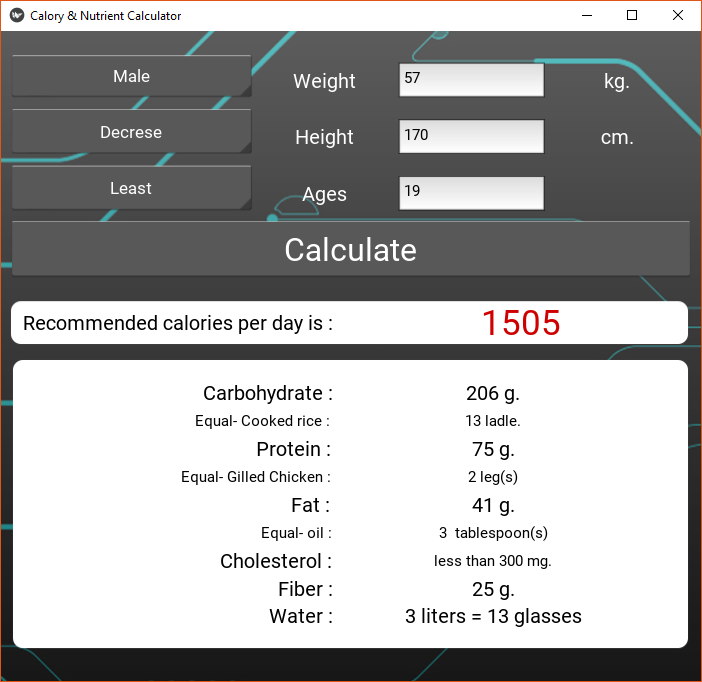 Calory & Nutrient Calculator
Male Weight 57 kg.
Decrese Height 170 cm.
Least Ages 19
Calculate
Recommended calories per day is : 1505
Carbohydrate : 206 g.
Equal- Cooked rice : 13 ladle.
Protein : 75 g.
Equal- Gilled Chicken : 2 leg(s)
Fat : 41 g.
Equal- oil : 3 tablespoon(s)
Cholesterol : less than 300 mg.
Fiber : 25 g.
Water : 3 liters = 13 glasses